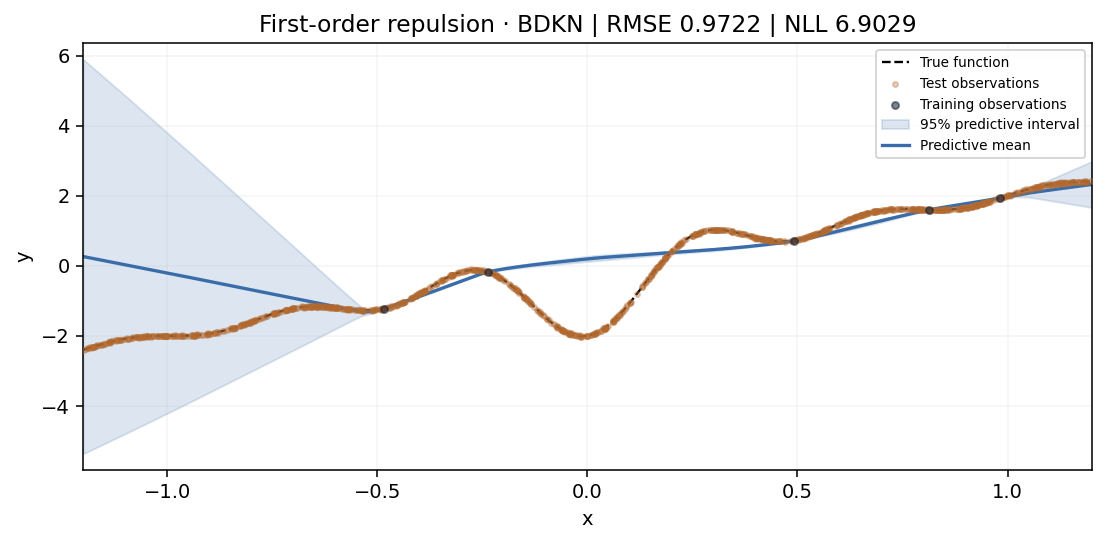 First-order repulsion · BDKN | RMSE 0.9722 | NLL 6.9029
True function
Test observations
Training observations
95% predictive interval
Predictive mean
6
4
2
0
−2
−4
y
−1.0 −0.5 0.0 0.5 1.0
x